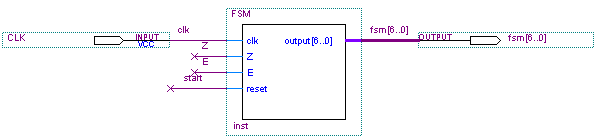 FSM
clk
fsm[6..0]
CLK
INPUT
VCC
clk
output[6..0]
OUTPUT
fsm[6..0]
Z
Z
E
E
start
reset
inst